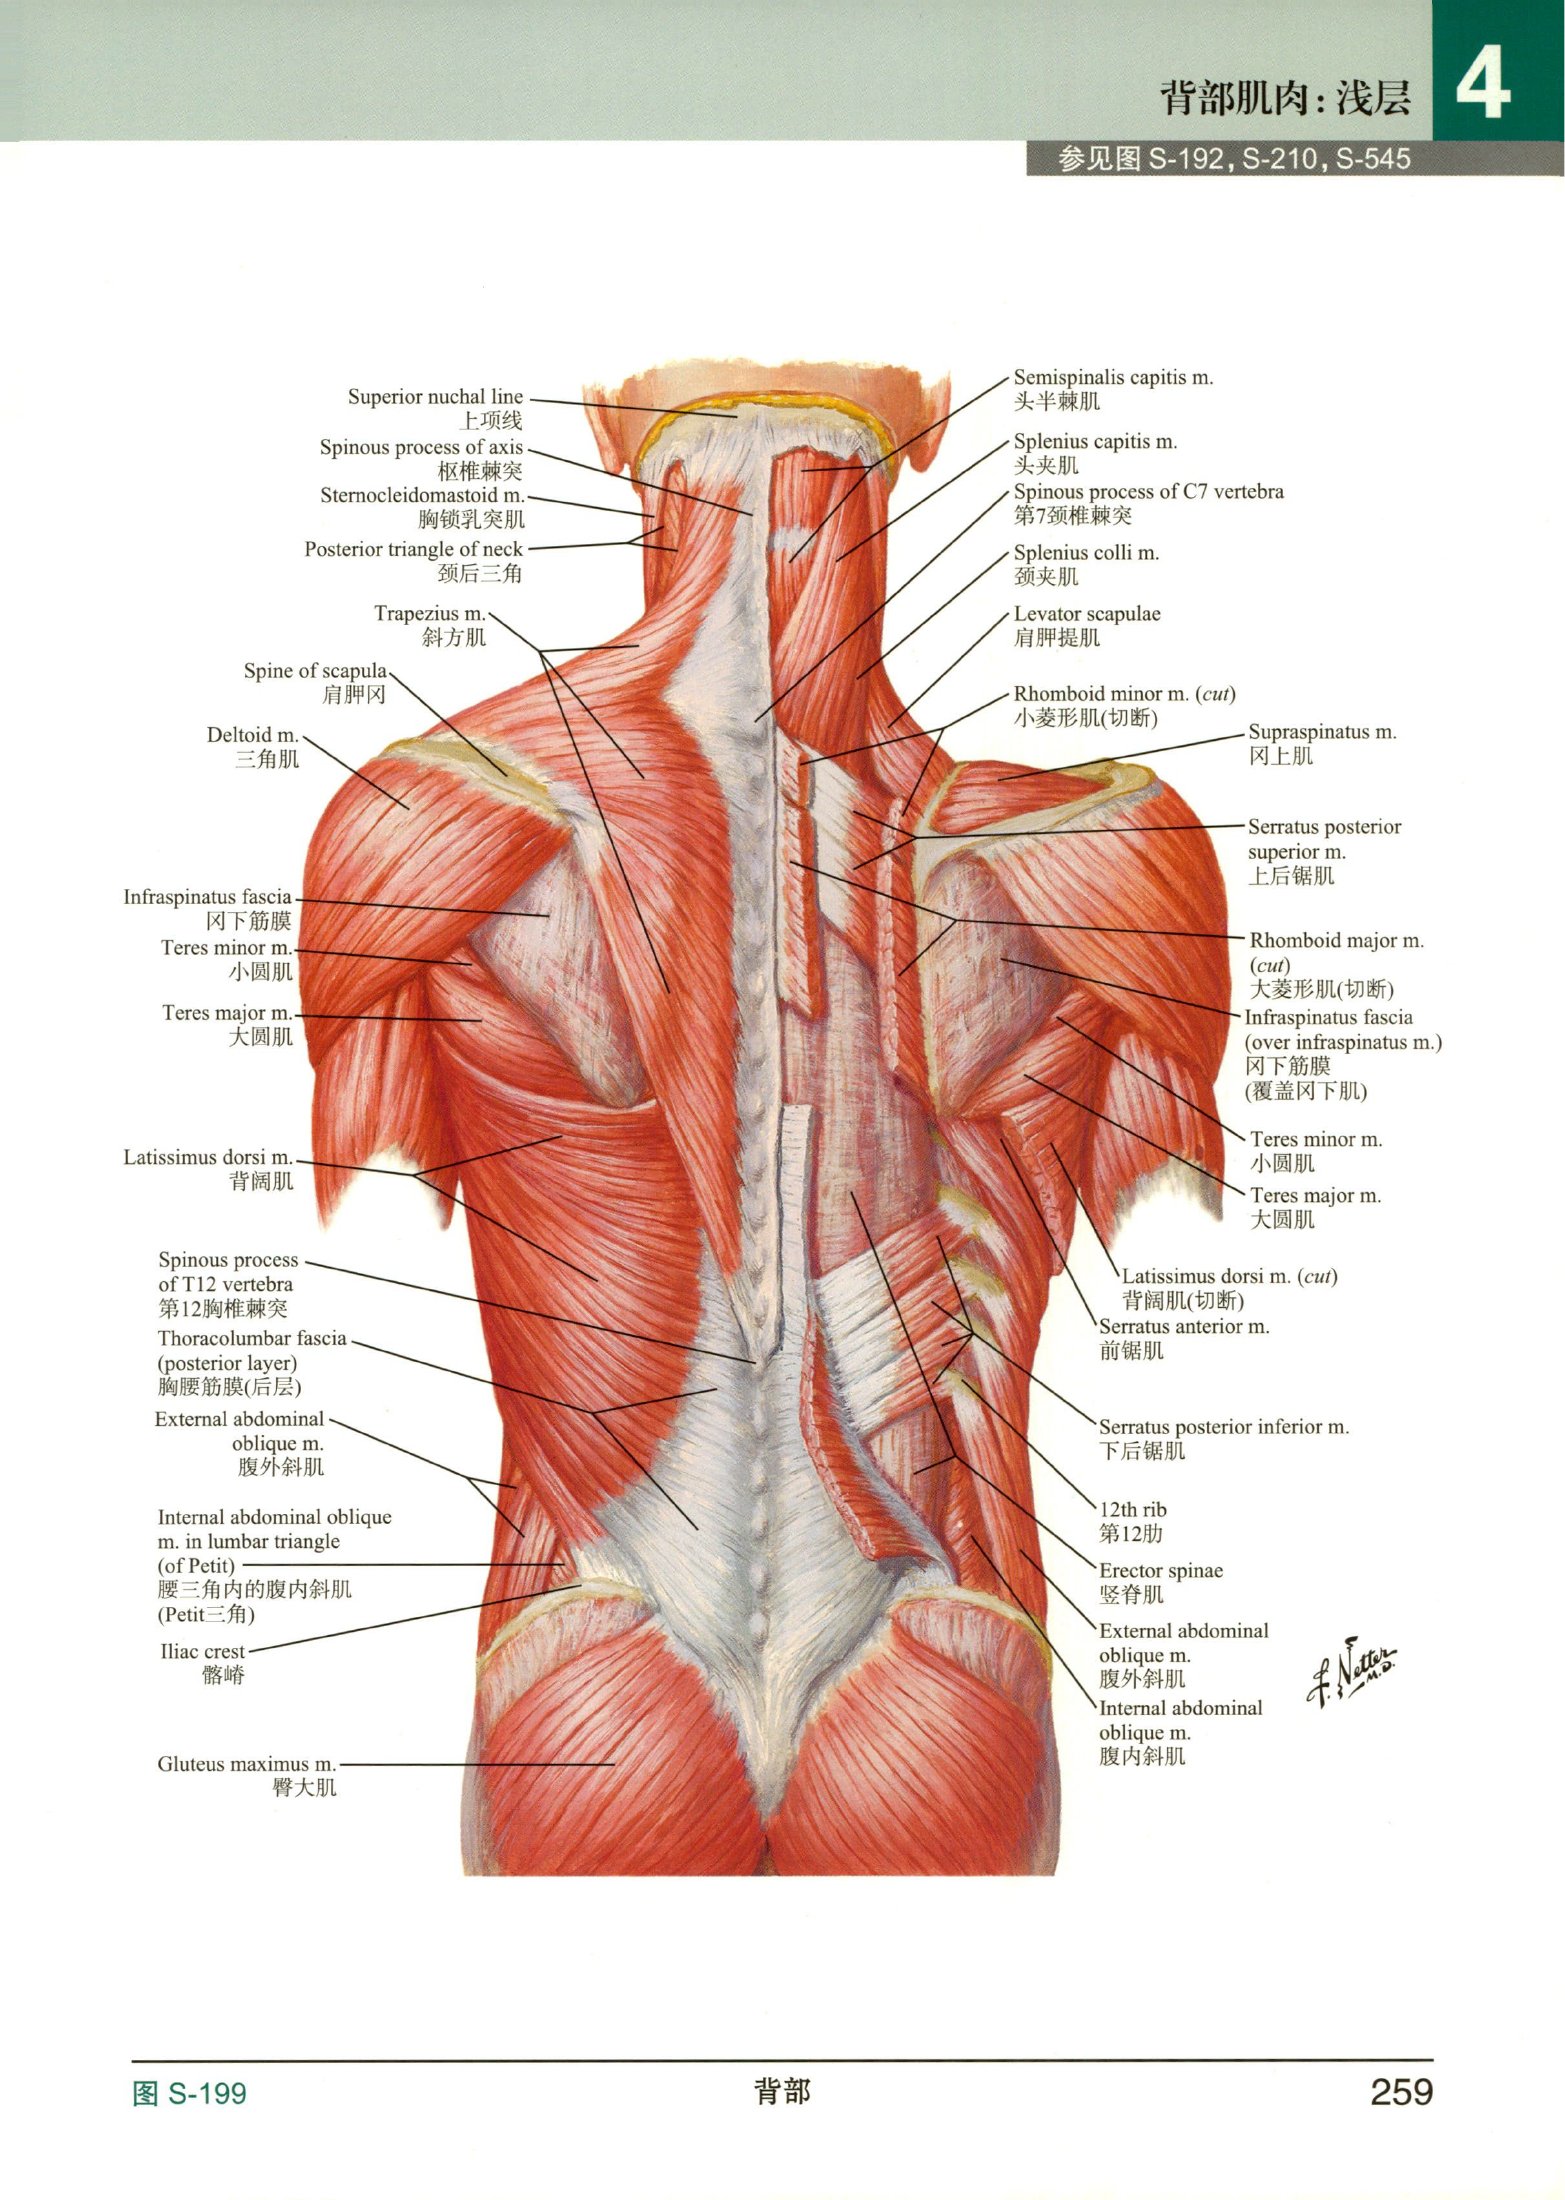 背部肌肉：浅层
4
参见图 S-192, S-210, S-545
Superior nuchal line
上项线
Spinous process of axis
枢椎棘突
Sternocleidomastoid m.
胸锁乳突肌
Posterior triangle of neck
颈后三角
Trapezius m.
斜方肌
Spine of scapula
肩胛冈
Deltoid m.
三角肌
Infraspinatus fascia
冈下筋膜
Teres minor m.
小圆肌
Teres major m.
大圆肌
Latissimus dorsi m.
背阔肌
Spinous process
of T12 vertebra
第12胸椎棘突
Thoracolumbar fascia
(posterior layer)
胸腰筋膜(后层)
External abdominal
oblique m.
腹外斜肌
Internal abdominal oblique
m. in lumbar triangle
(of Petit)
腰三角内的腹内斜肌
(Petit三角)
Iliac crest
髂嵴
Gluteus maximus m.
臀大肌
Semispinalis capitis m.
头半棘肌
Splenius capitis m.
头夹肌
Spinous process of C7 vertebra
第7颈椎棘突
Splenius colli m.
颈夹肌
Levator scapulae
肩胛提肌
Rhomboid minor m. (cut)
小菱形肌(切断)
Supraspinatus m.
冈上肌
Serratus posterior
superior m.
上后锯肌
Rhomboid major m.
(cut)
大菱形肌(切断)
Infraspinatus fascia
(over infraspinatus m.)
冈下筋膜
(覆盖冈下肌)
Teres minor m.
小圆肌
Teres major m.
大圆肌
Latissimus dorsi m. (cut)
背阔肌(切断)
Serratus anterior m.
前锯肌
Serratus posterior inferior m.
下后锯肌
12th rib
第12肋
Erector spinae
竖脊肌
External abdominal
oblique m.
腹外斜肌
Internal abdominal
oblique m.
腹内斜肌
F. Netter
M.D.
图 S-199
背部
259